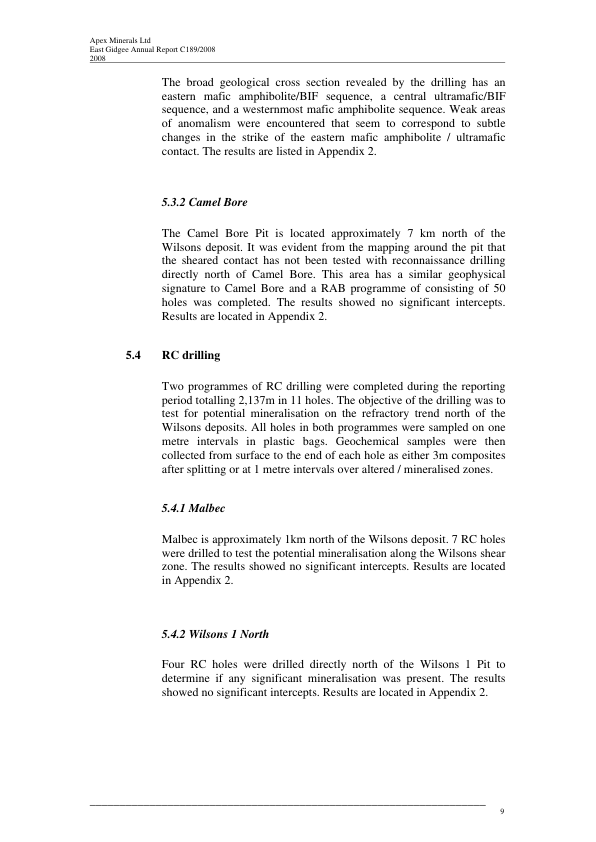 Apex Minerals Ltd
East Gidgee Annual Report C189/2008
2008
The broad geological cross section revealed by the drilling has an
eastern mafic amphibolite/BIF sequence, a central ultramafic/BIF
sequence, and a westernmost mafic amphibolite sequence. Weak areas
of anomalism were encountered that seem to correspond to subtle
changes in the strike of the eastern mafic amphibolite / ultramafic
contact. The results are listed in Appendix 2.
5.3.2 Camel Bore
The Camel Bore Pit is located approximately 7 km north of the
Wilsons deposit. It was evident from the mapping around the pit that
the sheared contact has not been tested with reconnaissance drilling
directly north of Camel Bore. This area has a similar geophysical
signature to Camel Bore and a RAB programme of consisting of 50
holes was completed. The results showed no significant intercepts.
Results are located in Appendix 2.
5.4 RC drilling
Two programmes of RC drilling were completed during the reporting
period totalling 2,137m in 11 holes. The objective of the drilling was to
test for potential mineralisation on the refractory trend north of the
Wilsons deposits. All holes in both programmes were sampled on one
metre intervals in plastic bags. Geochemical samples were then
collected from surface to the end of each hole as either 3m composites
after splitting or at 1 metre intervals over altered / mineralised zones.
5.4.1 Malbec
Malbec is approximately 1km north of the Wilsons deposit. 7 RC holes
were drilled to test the potential mineralisation along the Wilsons shear
zone. The results showed no significant intercepts. Results are located
in Appendix 2.
5.4.2 Wilsons 1 North
Four RC holes were drilled directly north of the Wilsons 1 Pit to
determine if any significant mineralisation was present. The results
showed no significant intercepts. Results are located in Appendix 2.
9